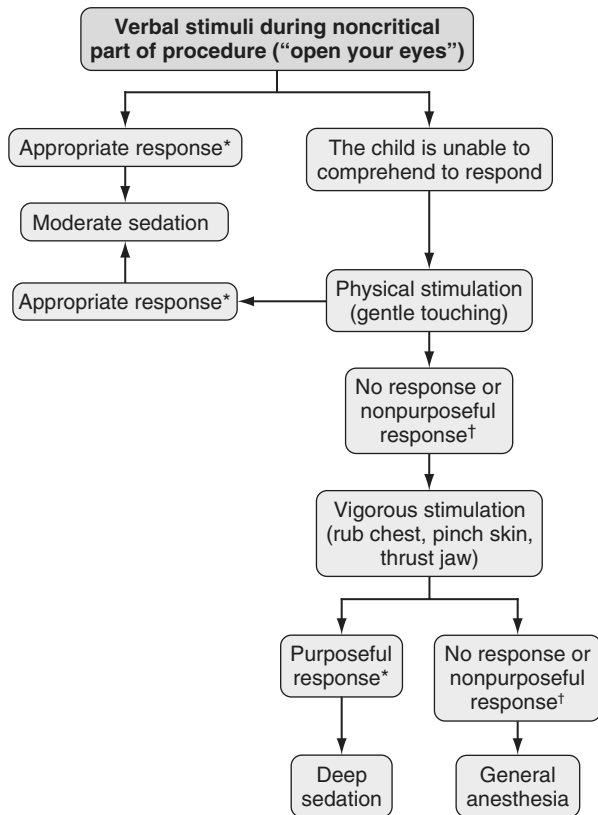 Verbal stimuli during noncritical
part of procedure (“open your eyes”)
Appropriate response*
The child is unable to
comprehend to respond
Moderate sedation
Appropriate response*
Physical stimulation
(gentle touching)
No response or
nonpurposeful
response†
Vigorous stimulation
(rub chest, pinch skin,
thrust jaw)
Purposeful
response*
No response or
nonpurposeful
response†
Deep
sedation
General
anesthesia